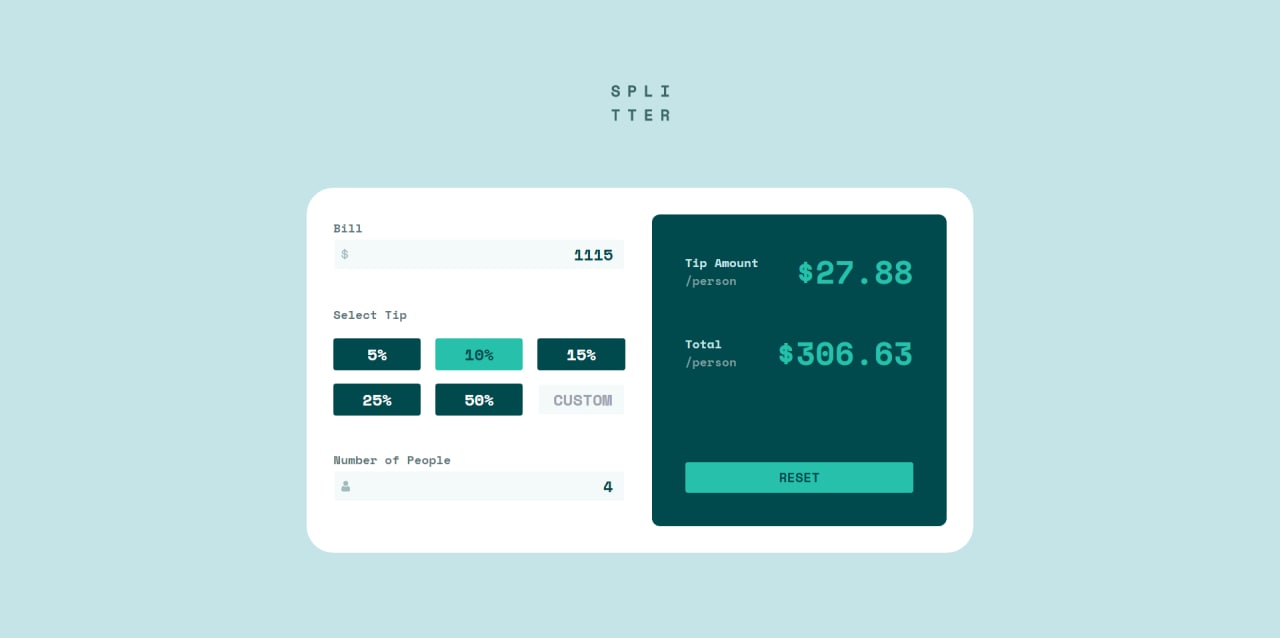 SPLI
TTER
Bill
$ 1115
Select Tip
5% 10% 15%
25% 50% CUSTOM
Number of People
4
Tip Amount
/person
$27.88
Total
/person
$306.63
RESET